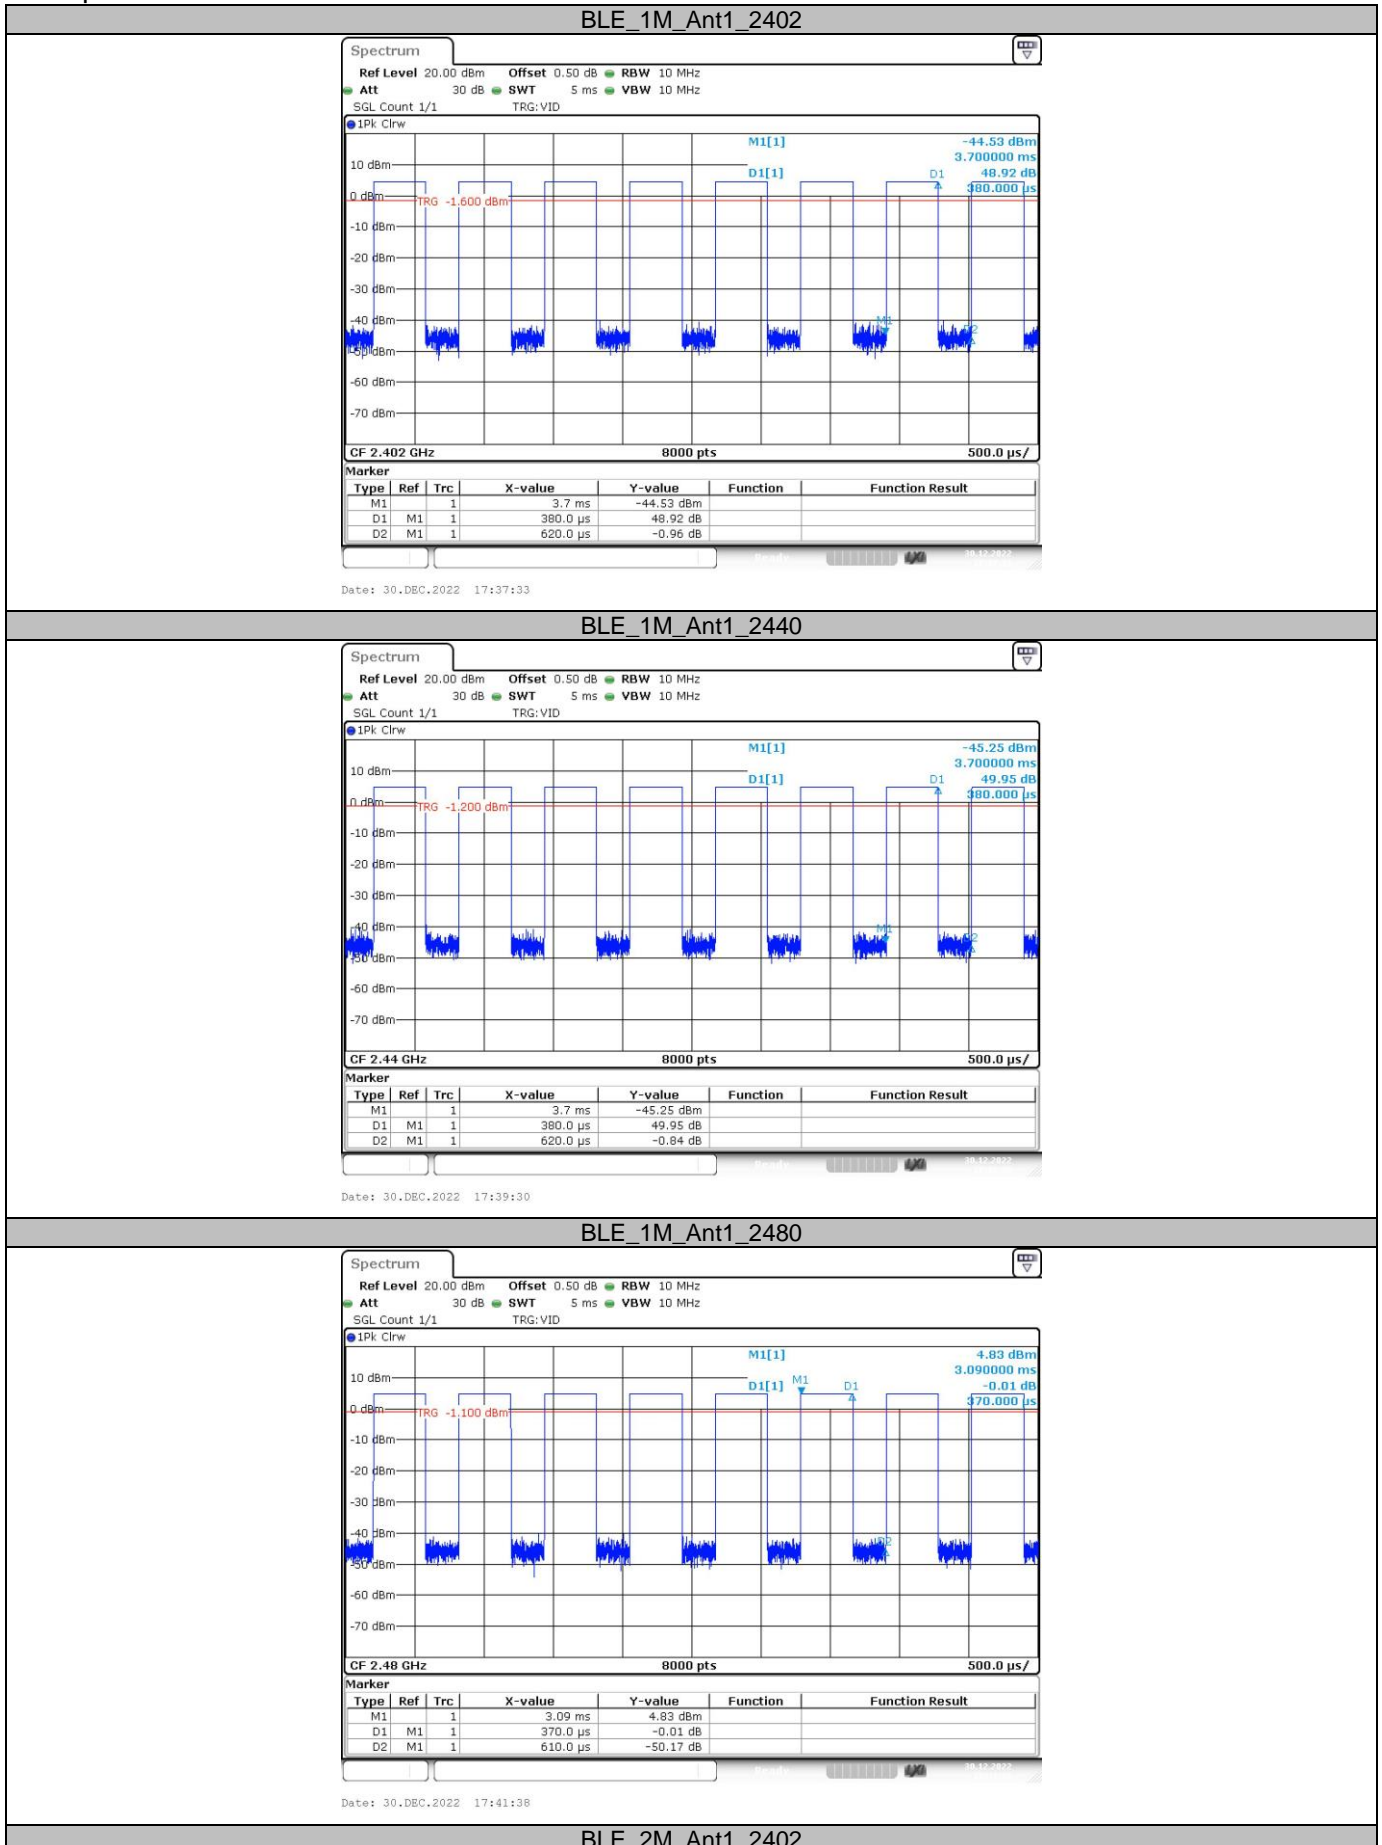 BLE_1M_Ant1_2402
Spectrum
Ref Level 20.00 dBm Offset 0.50 dB RBW 10 MHz
Att 30 dB SWT 5 ms VBW 10 MHz
SGL Count 1/1 TRG:VID
1Pk Clrw
M1[1] -44.53 dBm
3.700000 ms
10 dBm
D1[1] D1 48.92 dB
380.000 µs
0 dBm
TRG -1.600 dBm
-10 dBm
-20 dBm
-30 dBm
-40 dBm
M1
D2
-50 dBm
-60 dBm
-70 dBm
CF 2.402 GHz 8000 pts 500.0 µs/
Marker
Type Ref Trc X-value Y-value Function Function Result
M1 1 3.7 ms -44.53 dBm
D1 M1 1 380.0 µs 48.92 dB
D2 M1 1 620.0 µs -0.96 dB
Ready 30.12.2022
Date: 30.DEC.2022 17:37:33
BLE_1M_Ant1_2440
Spectrum
Ref Level 20.00 dBm Offset 0.50 dB RBW 10 MHz
Att 30 dB SWT 5 ms VBW 10 MHz
SGL Count 1/1 TRG:VID
1Pk Clrw
M1[1] -45.25 dBm
3.700000 ms
10 dBm
D1[1] D1 49.95 dB
380.000 µs
0 dBm
TRG -1.200 dBm
-10 dBm
-20 dBm
-30 dBm
-40 dBm
M1
D2
-50 dBm
-60 dBm
-70 dBm
CF 2.44 GHz 8000 pts 500.0 µs/
Marker
Type Ref Trc X-value Y-value Function Function Result
M1 1 3.7 ms -45.25 dBm
D1 M1 1 380.0 µs 49.95 dB
D2 M1 1 620.0 µs -0.84 dB
Ready 30.12.2022
Date: 30.DEC.2022 17:39:30
BLE_1M_Ant1_2480
Spectrum
Ref Level 20.00 dBm Offset 0.50 dB RBW 10 MHz
Att 30 dB SWT 5 ms VBW 10 MHz
SGL Count 1/1 TRG:VID
1Pk Clrw
M1[1] 4.83 dBm
3.090000 ms
10 dBm
D1[1] M1 D1 -0.01 dB
370.000 µs
0 dBm
TRG -1.100 dBm
-10 dBm
-20 dBm
-30 dBm
-40 dBm
D2
-50 dBm
-60 dBm
-70 dBm
CF 2.48 GHz 8000 pts 500.0 µs/
Marker
Type Ref Trc X-value Y-value Function Function Result
M1 1 3.09 ms 4.83 dBm
D1 M1 1 370.0 µs -0.01 dB
D2 M1 1 610.0 µs -50.17 dB
Ready 30.12.2022
Date: 30.DEC.2022 17:41:38
BLE_2M_Ant1_2402